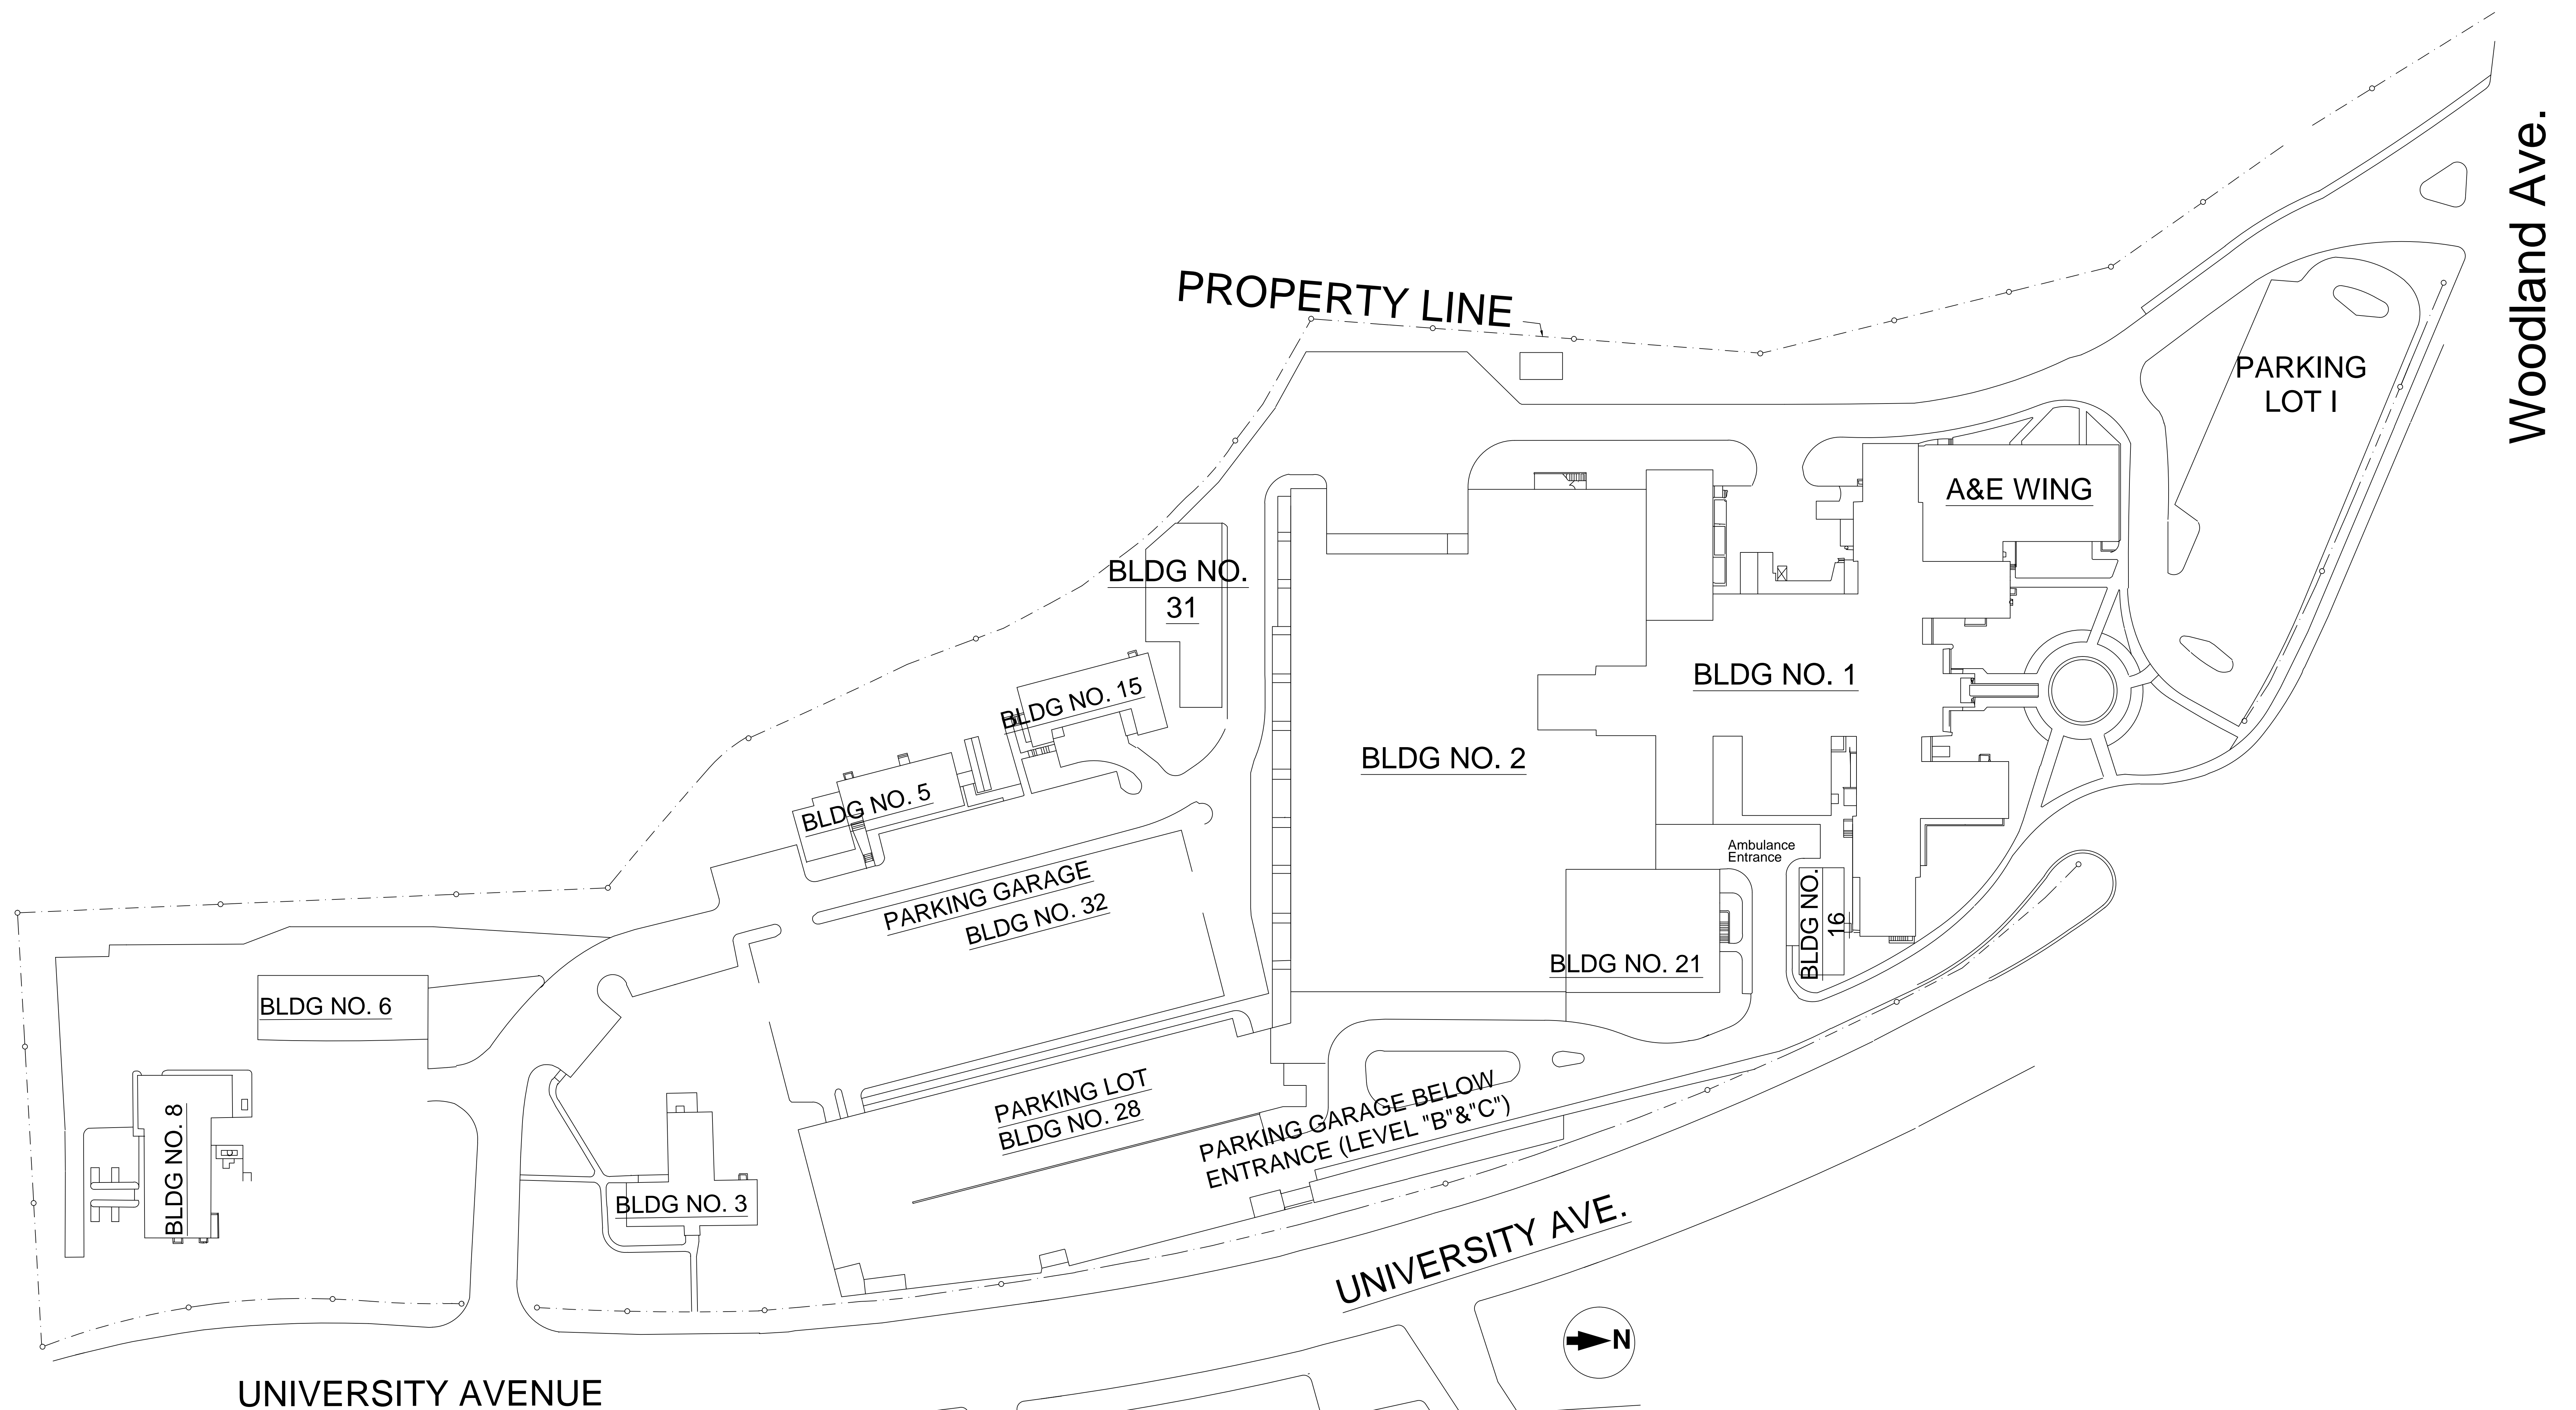 Woodland Ave.
PROPERTY LINE
PARKING
LOT I
A&E WING
BLDG NO.
31
BLDG NO. 1
BLDG NO. 15
BLDG NO. 2
BLDG NO. 5
Ambulance
Entrance
PARKING GARAGE
BLDG NO. 32
BLDG NO.
16
BLDG NO. 21
BLDG NO. 6
PARKING LOT
BLDG NO. 28
PARKING GARAGE BELOW
ENTRANCE (LEVEL "B"&"C")
BLDG NO. 8
BLDG NO. 3
UNIVERSITY AVE.
N
UNIVERSITY AVENUE